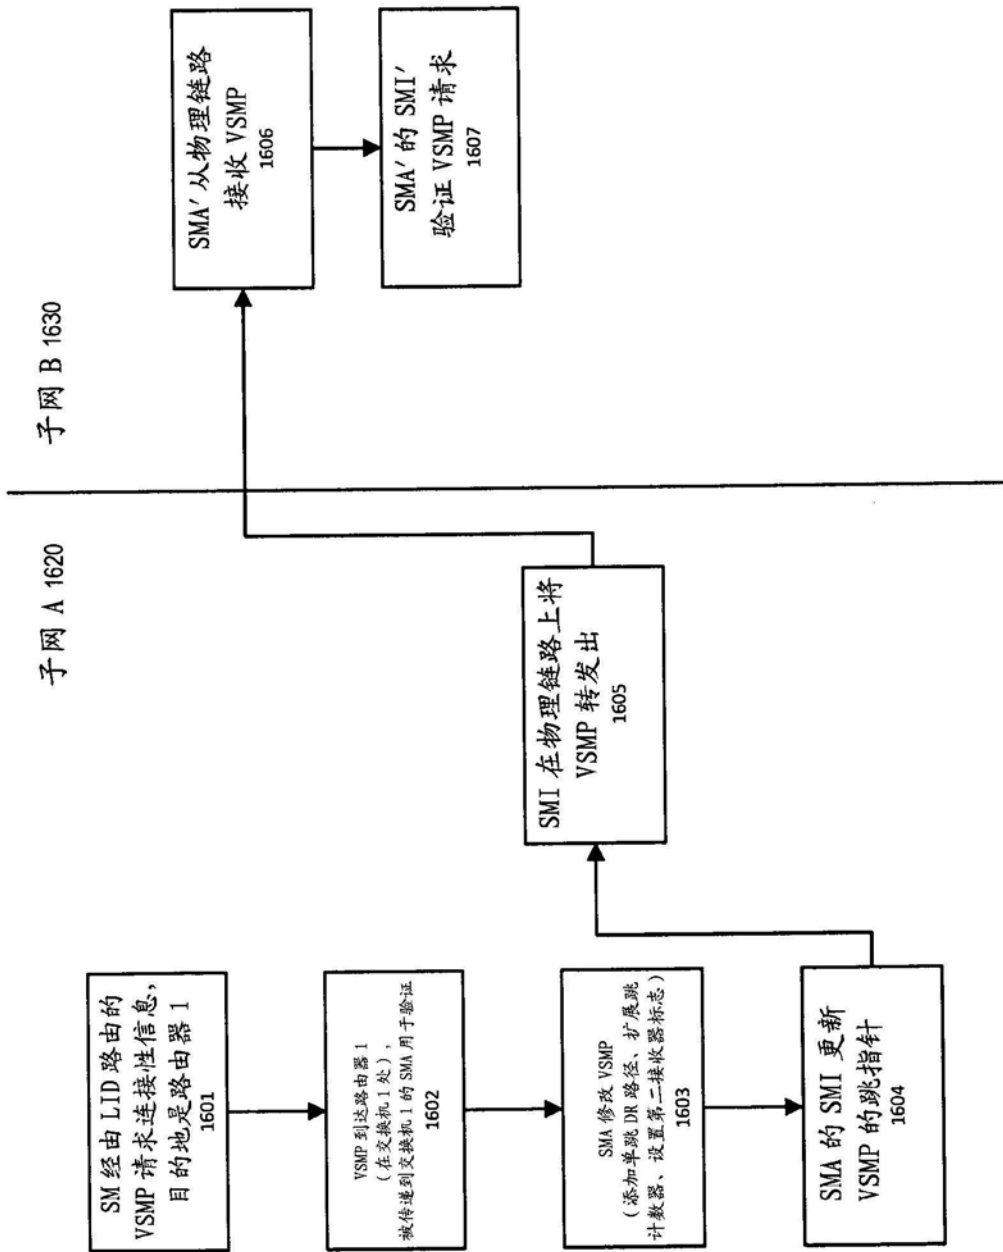 子网 A 1620
子网 B 1630
SM 经由 LID 路由的
VSMP 请求连接性信息,
目的地是路由器 1
1601
VSMP 到达路由器 1
（在交换机 1 处），
被传递到交换机 1 的 SMA 用于验证
1602
SMA 修改 VSMP
（添加单跳 DR 路径、扩展跳
计数器、设置第二接收器标志）
1603
SMA 的 SMI 更新
VSMP 的跳指针
1604
SMI 在物理链路上将
VSMP 转发出
1605
SMA' 从物理链路
接收 VSMP
1606
SMA' 的 SMI'
验证 VSMP 请求
1607